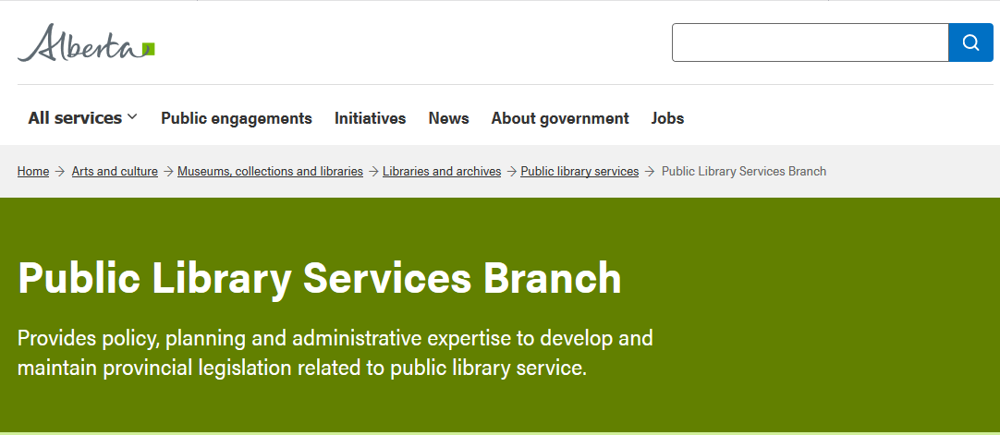 Alberta
All services Public engagements Initiatives News About government Jobs
Home → Arts and culture → Museums, collections and libraries → Libraries and archives → Public library services → Public Library Services Branch
Public Library Services Branch
Provides policy, planning and administrative expertise to develop and
maintain provincial legislation related to public library service.